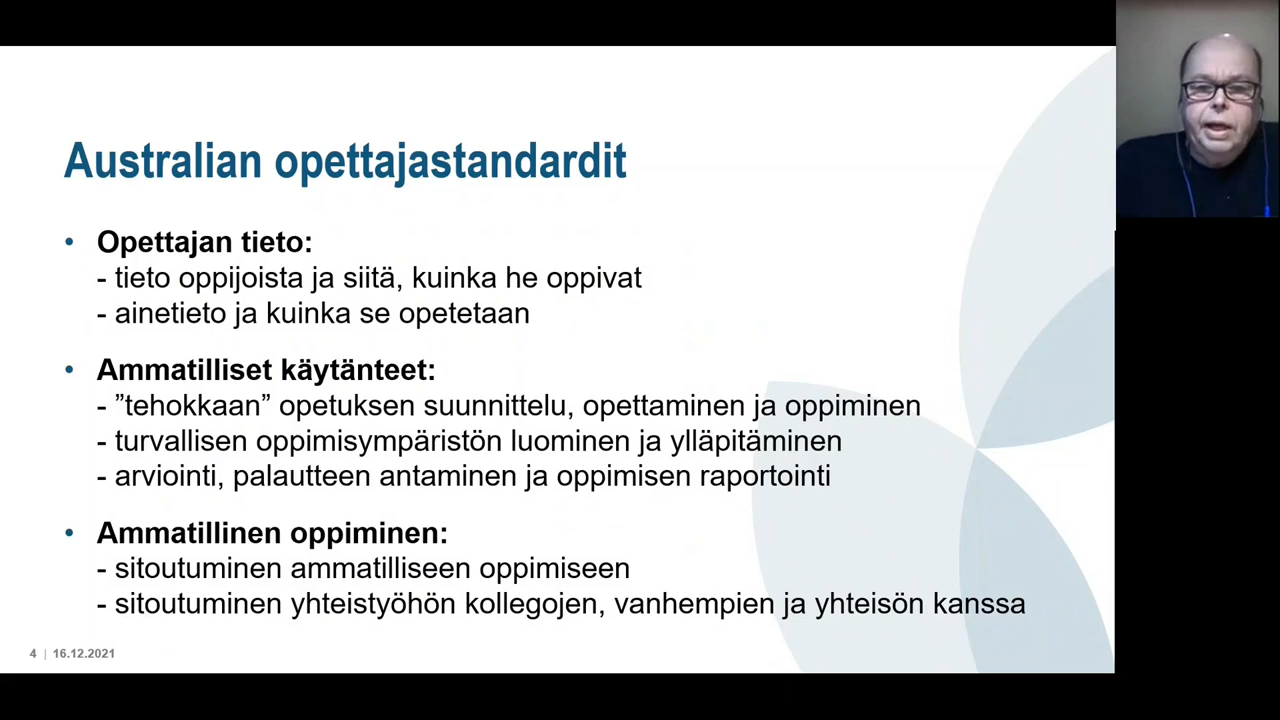 Australian opettajastandardit
• Opettajan tieto:
- tieto oppijoista ja siitä, kuinka he oppivat
- ainetieto ja kuinka se opetetaan
• Ammatilliset käytänteet:
- ”tehokkaan” opetuksen suunnittelu, opettaminen ja oppiminen
- turvallisen oppimisympäristön luominen ja ylläpitäminen
- arviointi, palautteen antaminen ja oppimisen raportointi
• Ammatillinen oppiminen:
- sitoutuminen ammatilliseen oppimiseen
- sitoutuminen yhteistyöhön kollegojen, vanhempien ja yhteisön kanssa
4 | 16.12.2021